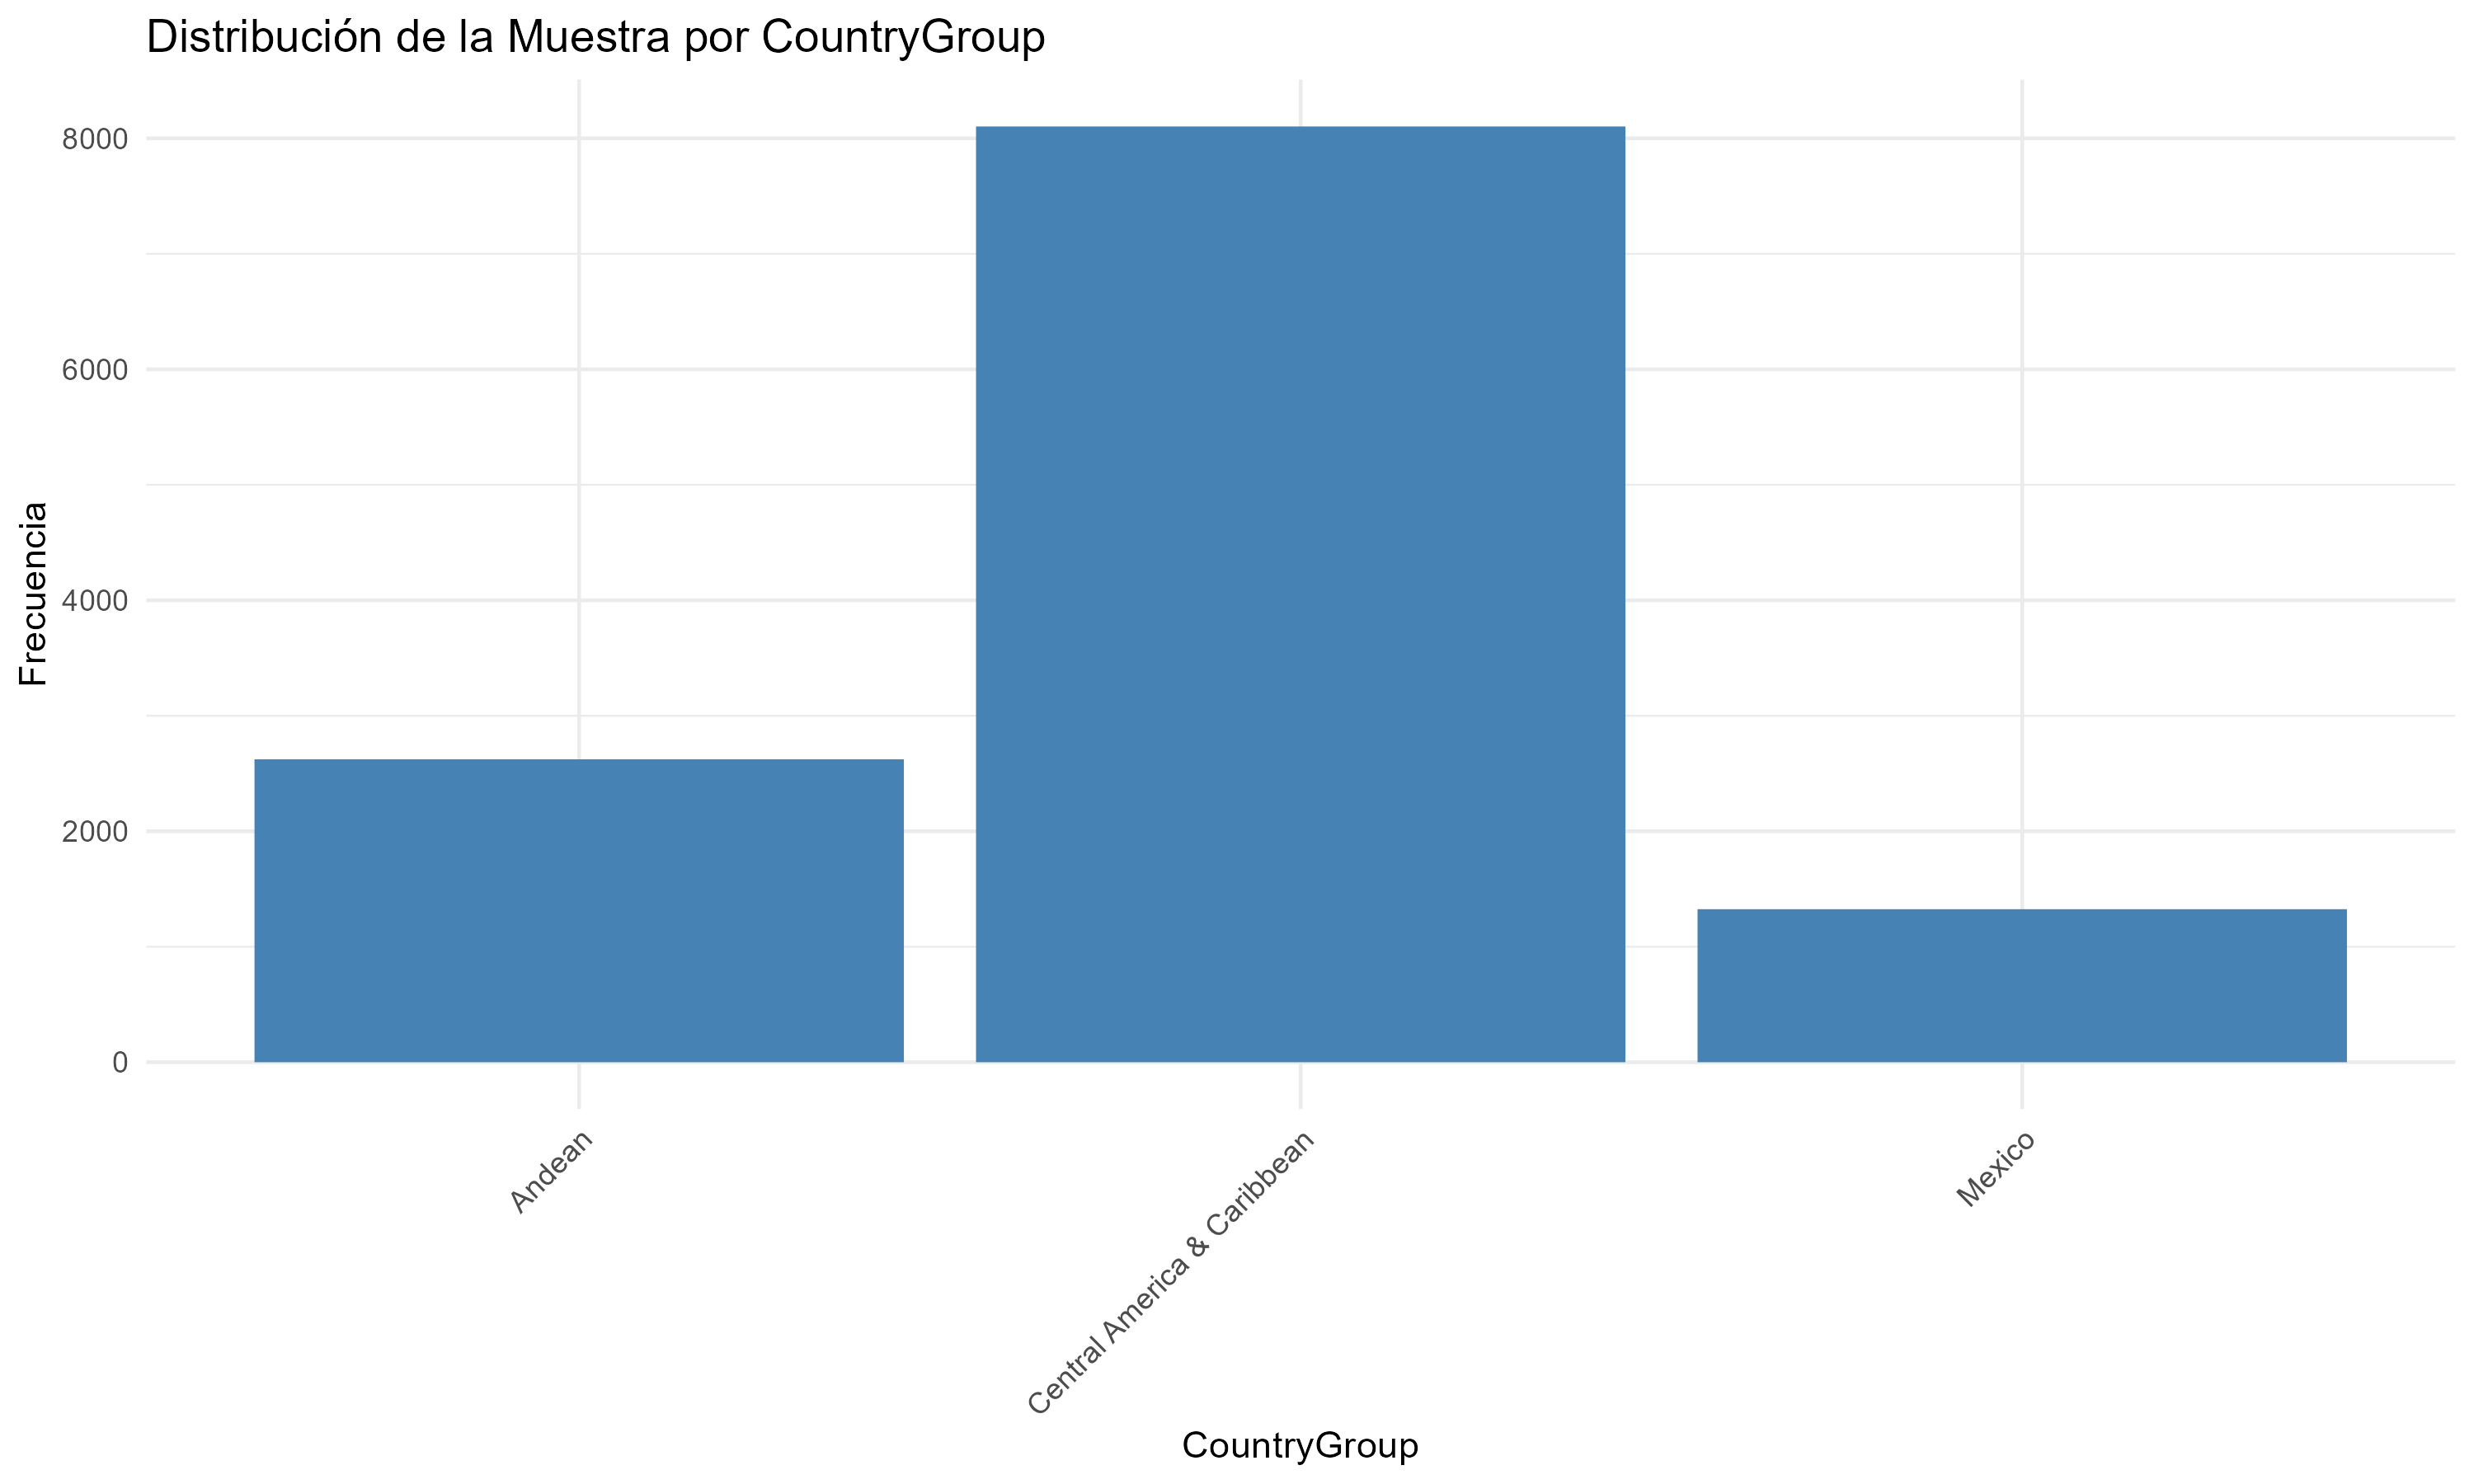 Distribución de la Muestra por CountryGroup
Frecuencia
8000
6000
4000
2000
0
Andean
Central America & Caribbean
Mexico
CountryGroup